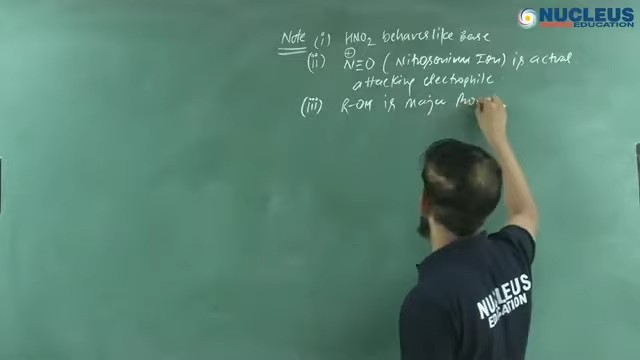 NUCLEUS
EDUCATION
Note (i) HNO2 behaves like Base
(ii) N≡O (Nitrosonium Ion) is actual
⊕
attacking electrophile.
(iii) R-OH is Major
NUCLEUS
EDUCATION